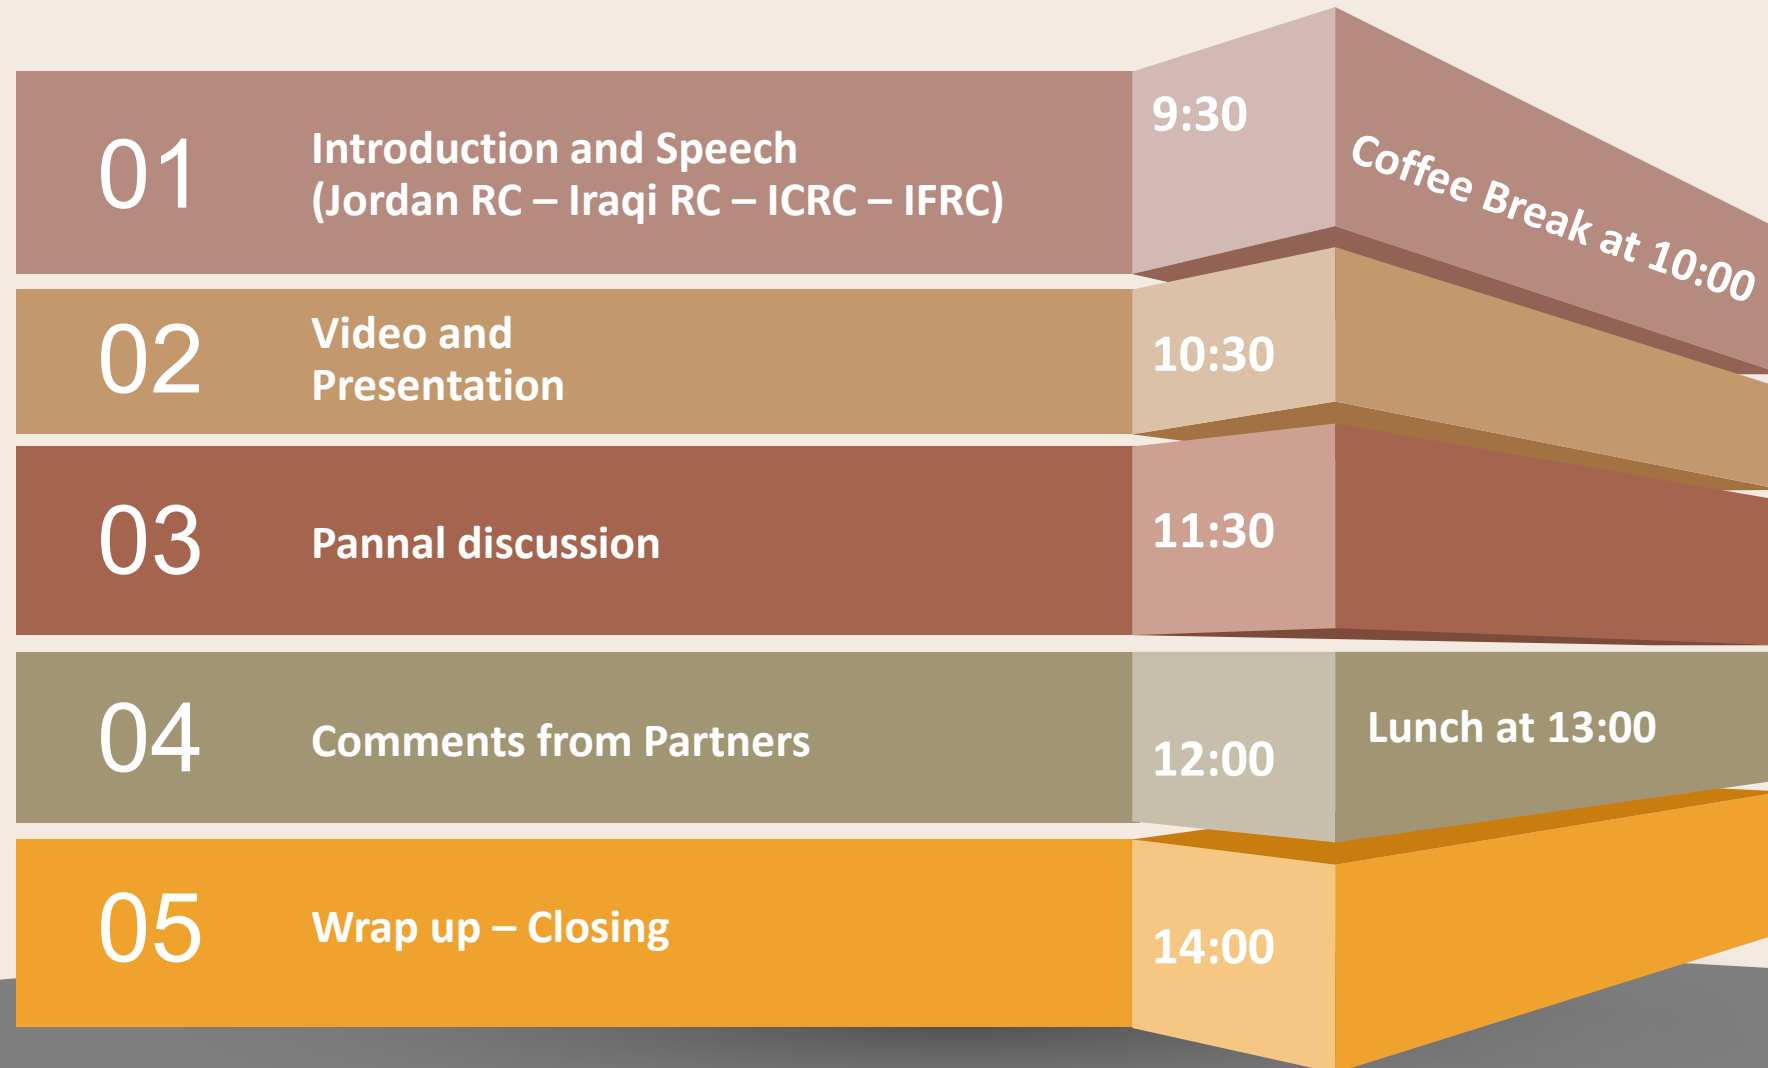 01
Introduction and Speech
(Jordan RC – Iraqi RC – ICRC – IFRC)
9:30
Coffee Break at 10:00
02
Video and
Presentation
10:30
03
Pannal discussion
11:30
04
Comments from Partners
12:00
Lunch at 13:00
05
Wrap up – Closing
14:00